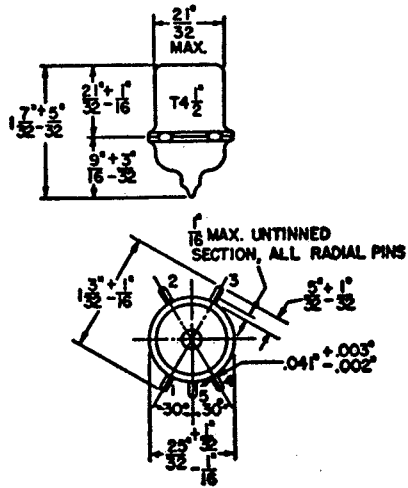 21"
32
MAX.
21" + 1"
32 - 16
T4 1"
2
1 7" + 5"
32 - 32
9" + 3"
16 - 32
1"
16 MAX. UNTINNED
SECTION, ALL RADIAL PINS
2 3
5" + 1"
32 - 32
1 3" + 1"
32 - 16
.041" +.003"
-.002"
1 5
30° 30°
25" + 1"
32 32
- 1"
16